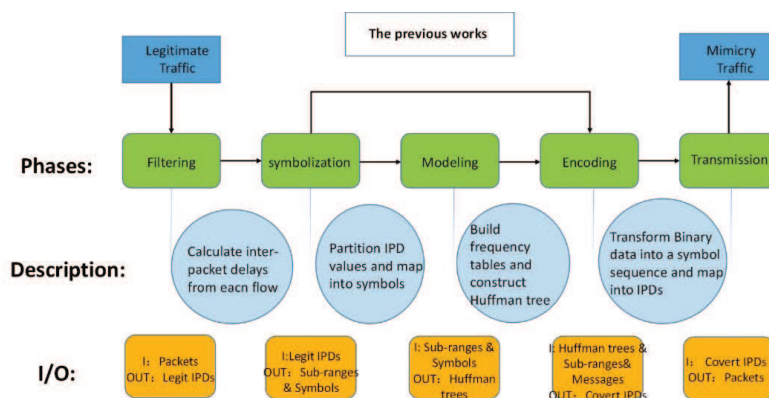 The previous works
Legitimate
Traffic
Mimicry
Traffic
Phases:
Filtering
symbolization
Modeling
Encoding
Transmission
Description:
Calculate inter-
packet delays
from eacn flow
Partition IPD
values and map
into symbols
Build
frequency
tables and
construct
Huffman tree
Transform Binary
data into a symbol
sequence and map
into IPDs
I/O:
I: Packets
OUT: Legit IPDs
I:Legit IPDs
OUT: Sub-ranges
& Symbols
I: Sub-ranges &
Symbols
OUT: Huffman
trees
I: Huffman trees &
Sub-ranges&
Messages
OUT: Covert IPDs
I: Covert IPDs
OUT: Packets